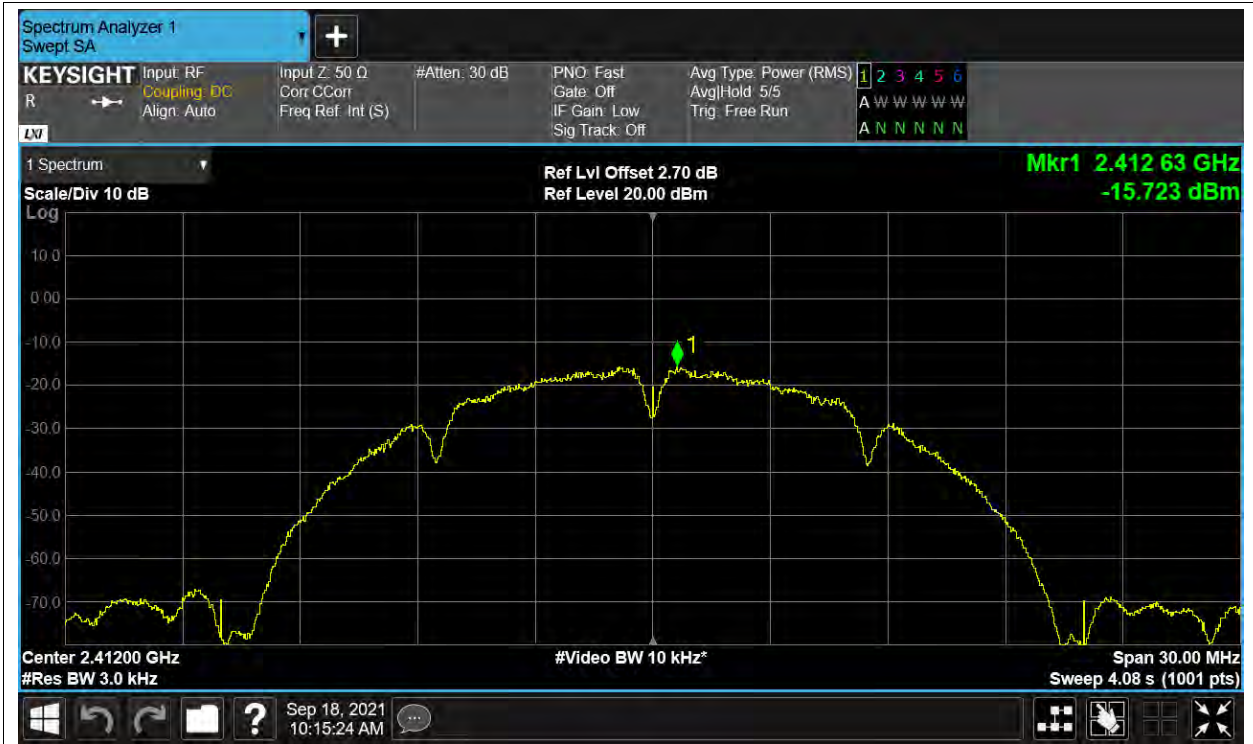 Spectrum Analyzer 1
Swept SA
+
KEYSIGHT
R
LXI
Input: RF
Coupling: DC
Align: Auto
Input Z: 50 Ω
Corr CCorr
Freq Ref: Int (S)
#Atten: 30 dB
PNO: Fast
Gate: Off
IF Gain: Low
Sig Track: Off
Avg Type: Power (RMS)
Avg|Hold: 5/5
Trig: Free Run
1 2 3 4 5 6
A W W W W W
A N N N N N
1 Spectrum
Scale/Div 10 dB
Log
Ref Lvl Offset 2.70 dB
Ref Level 20.00 dBm
Mkr1 2.412 63 GHz
-15.723 dBm
10.0
0.00
-10.0
-20.0
-30.0
-40.0
-50.0
-60.0
-70.0
1
Center 2.41200 GHz
#Res BW 3.0 kHz
#Video BW 10 kHz*
Span 30.00 MHz
Sweep 4.08 s (1001 pts)
?
Sep 18, 2021
10:15:24 AM